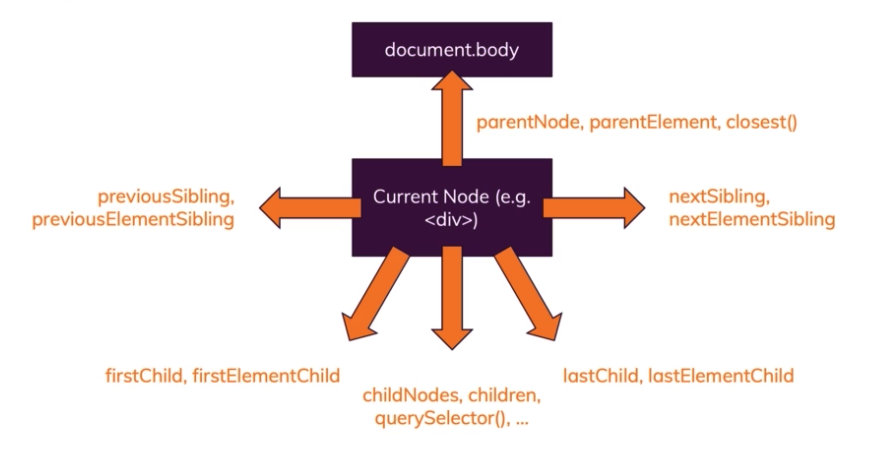 document.body
parentNode, parentElement, closest()
previousSibling,
previousElementSibling
Current Node (e.g.
<div>)
nextSibling,
nextElementSibling
firstChild, firstElementChild
childNodes, children,
querySelector(), ...
lastChild, lastElementChild